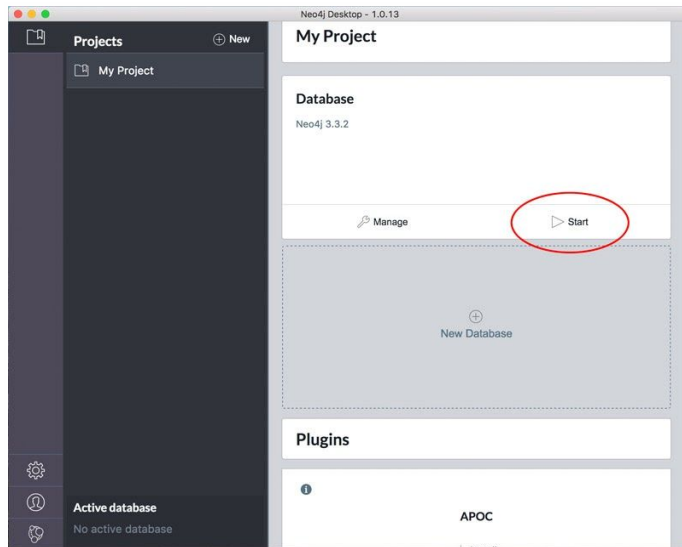 Neo4j Desktop - 1.0.13
Projects
New
My Project
My Project
Database
Neo4j 3.3.2
Manage
Start
New Database
Plugins
APOC
Active database
No active database